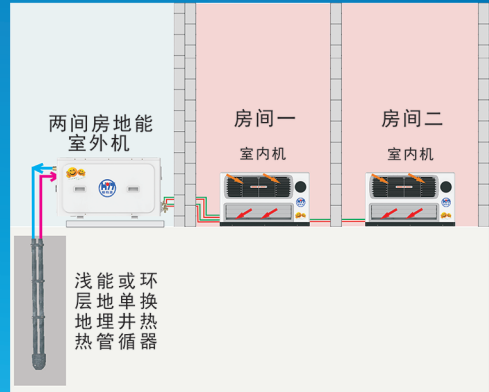 两间房地能
室外机
房间一
室内机
房间二
室内机
浅层地热
能地埋管
或单井循
环换热器